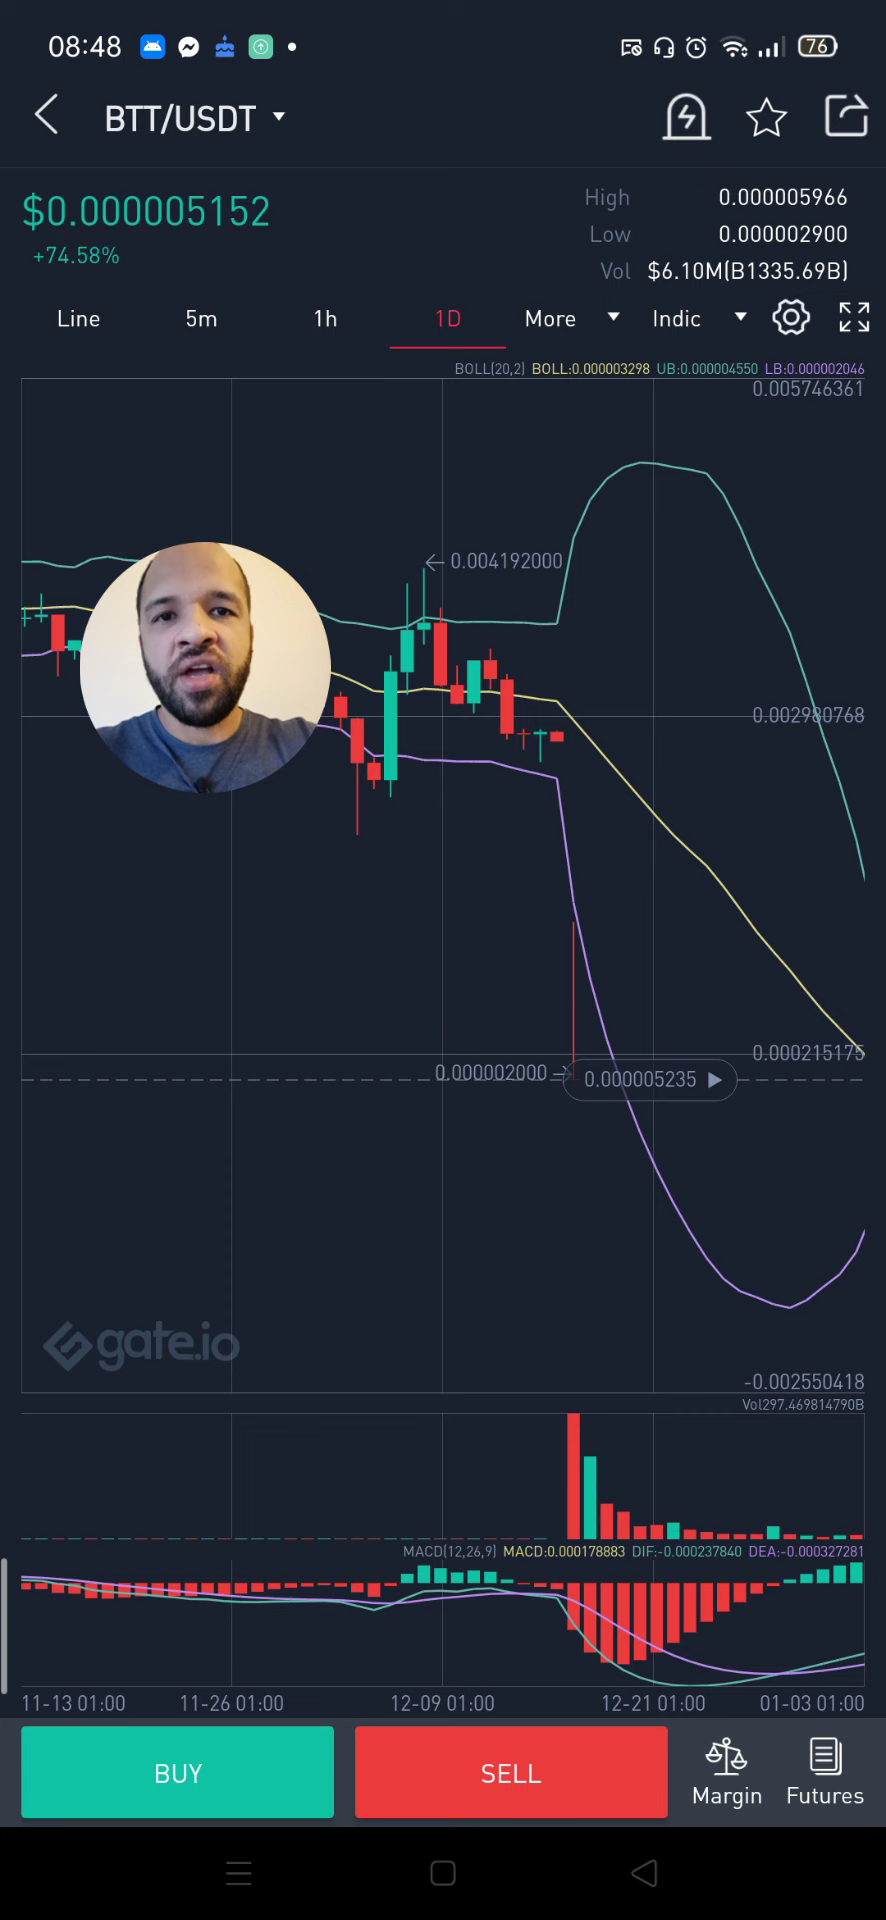 08:48
76
BTT/USDT
$0.000005152
+74.58%
High 0.000005966
Low 0.000002900
Vol $6.10M(B1335.69B)
Line 5m 1h 1D More Indic
BOLL(20,2) BOLL:0.000003298 UB:0.000004550 LB:0.000002046
0.005746361
0.004192000
0.002980768
0.000215175
0.000002000
0.000005235
gate.io
-0.002550418
Vol297.469814790B
MACD(12,26,9) MACD:0.000178883 DIF:-0.000237840 DEA:-0.000327281
11-13 01:00 11-26 01:00 12-09 01:00 12-21 01:00 01-03 01:00
BUY SELL Margin Futures